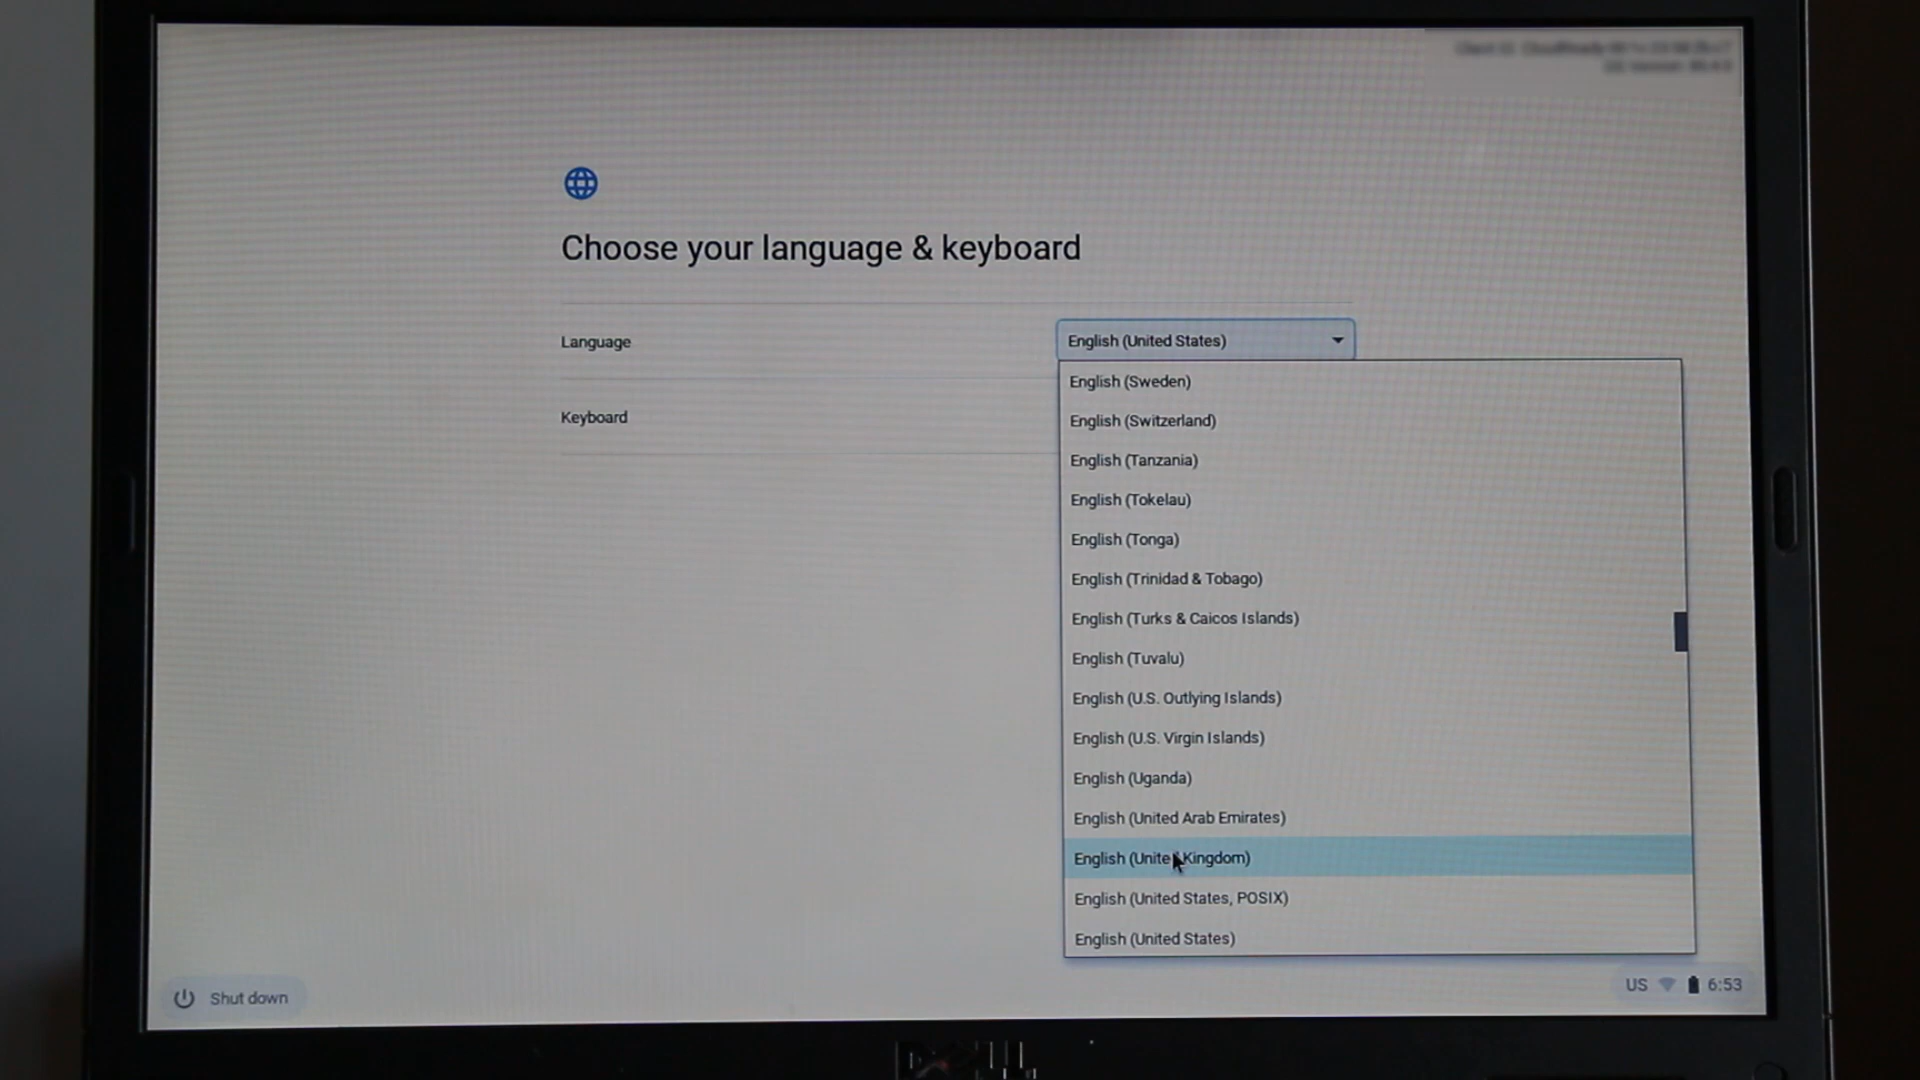 Choose your language & keyboard
Language
English (United States)
Keyboard
English (Sweden)
English (Switzerland)
English (Tanzania)
English (Tokelau)
English (Tonga)
English (Trinidad & Tobago)
English (Turks & Caicos Islands)
English (Tuvalu)
English (U.S. Outlying Islands)
English (U.S. Virgin Islands)
English (Uganda)
English (United Arab Emirates)
English (United Kingdom)
English (United States, POSIX)
English (United States)
Shut down
US 6:53